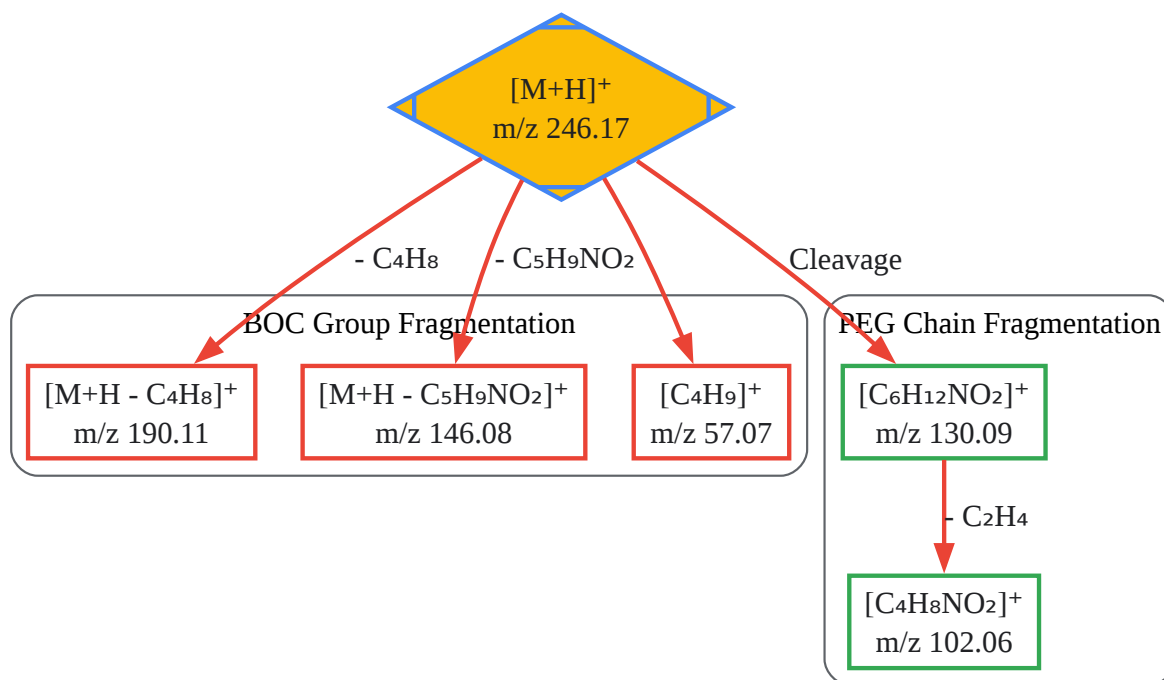 [M+H]⁺
m/z 246.17
- C₄H₈
- C₅H₉NO₂
Cleavage
BOC Group Fragmentation
PEG Chain Fragmentation
[M+H - C₄H₈]⁺
m/z 190.11
[M+H - C₅H₉NO₂]⁺
m/z 146.08
[C₄H₉]⁺
m/z 57.07
[C₆H₁₂NO₂]⁺
m/z 130.09
- C₂H₄
[C₄H₈NO₂]⁺
m/z 102.06